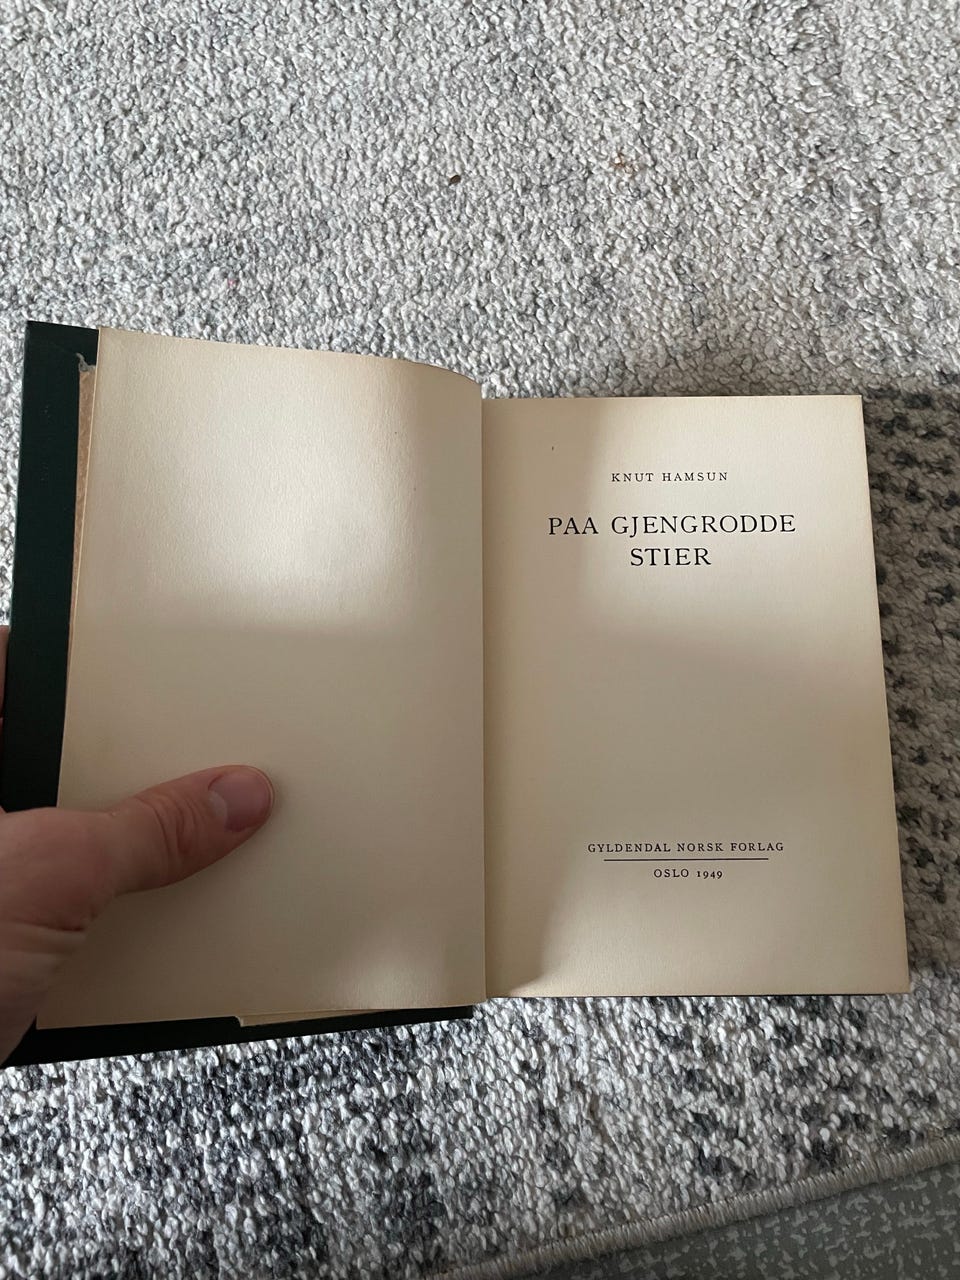 KNUT HAMSUN
PAA GJENGRODDE
STIER
GYLDENDAL NORSK FORLAG
OSLO 1949